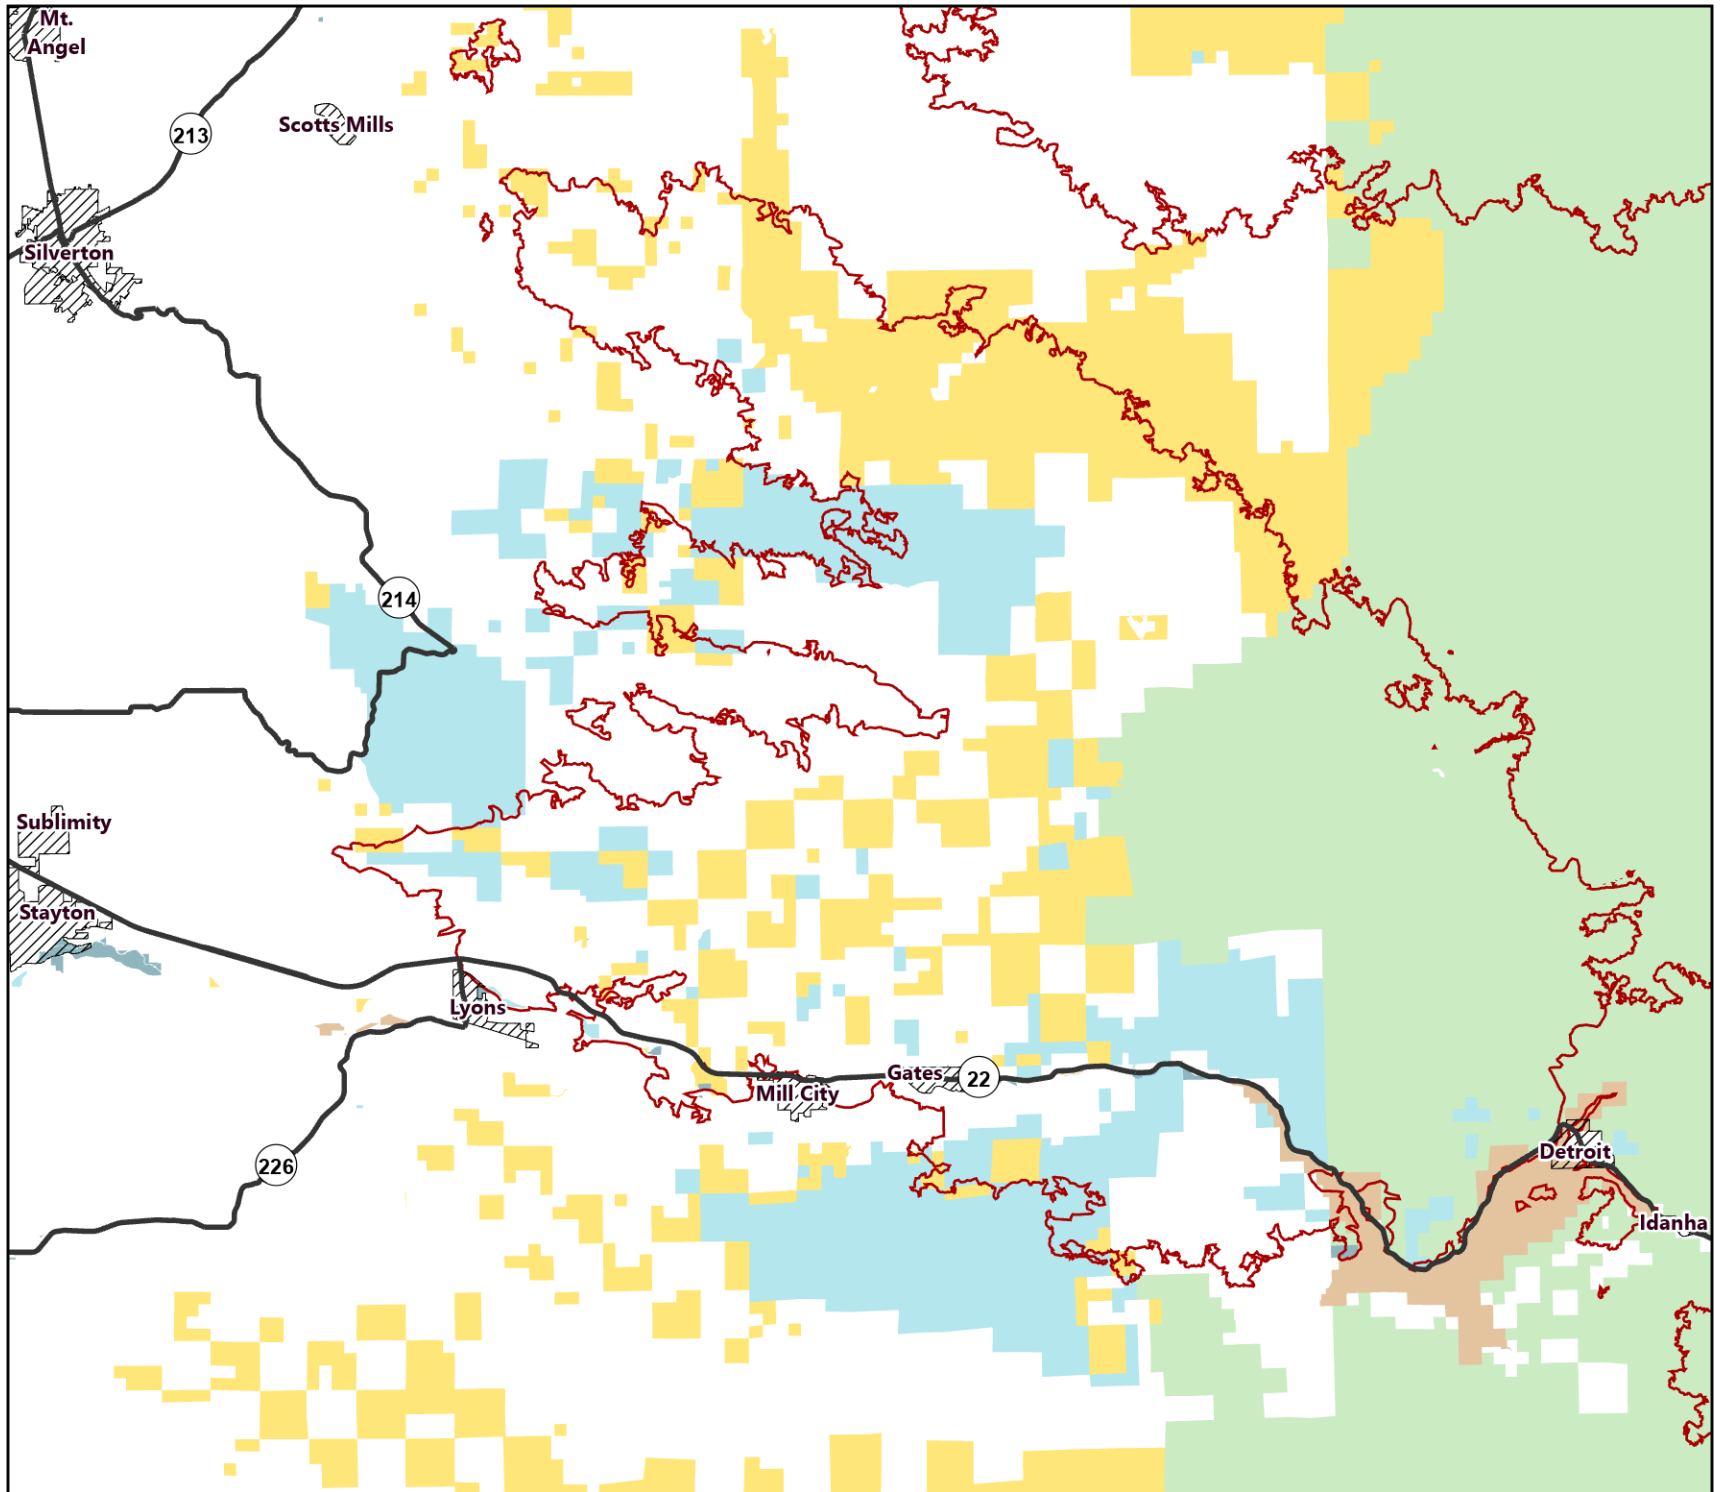 Mt.
Angel
213
Scotts Mills
Silverton
214
Sublimity
Stayton
Lyons
Gates
22
Mill City
226
Detroit
Idanha